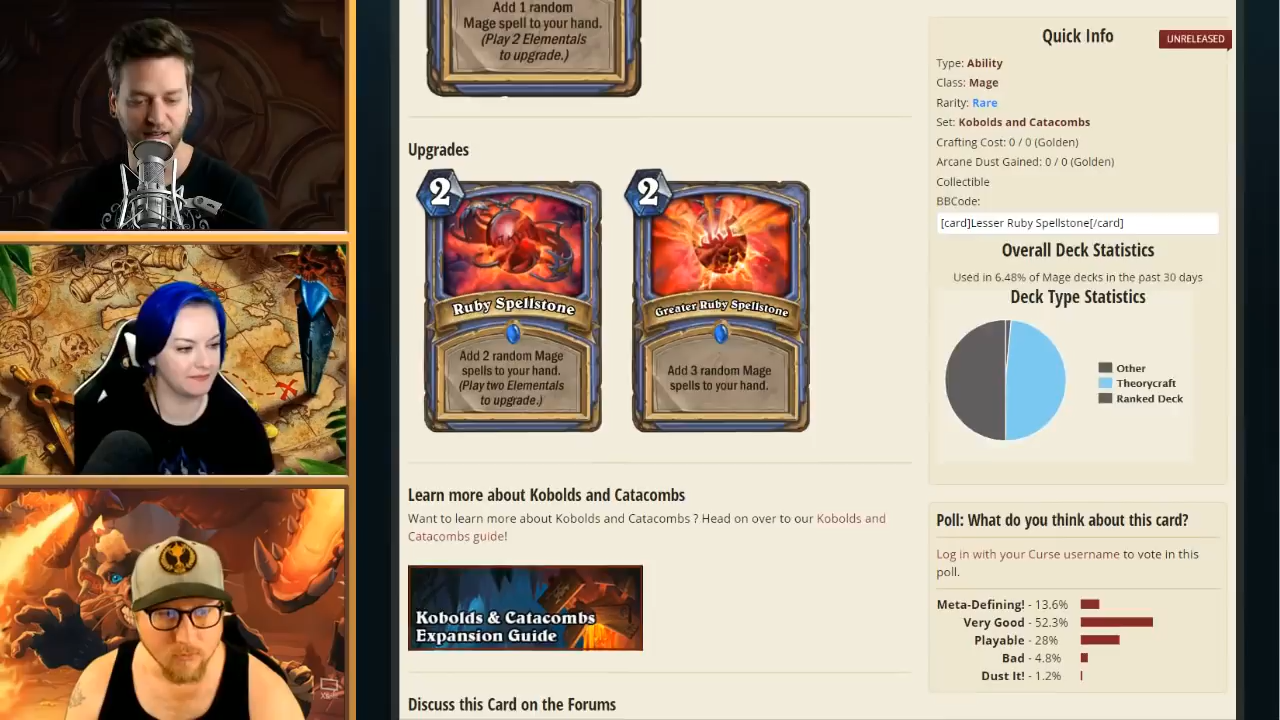 Add 1 random
Mage spell to your hand.
(Play 2 Elementals
to upgrade.)
Upgrades
2
Ruby Spellstone
Add 2 random Mage
spells to your hand.
(Play two Elementals
to upgrade.)
2
Greater Ruby Spellstone
Add 3 random Mage
spells to your hand.
Learn more about Kobolds and Catacombs
Want to learn more about Kobolds and Catacombs ? Head on over to our Kobolds and
Catacombs guide!
Kobolds & Catacombs
Expansion Guide
Discuss this Card on the Forums
Quick Info
UNRELEASED
Type: Ability
Class: Mage
Rarity: Rare
Set: Kobolds and Catacombs
Crafting Cost: 0 / 0 (Golden)
Arcane Dust Gained: 0 / 0 (Golden)
Collectible
BBCode:
[card]Lesser Ruby Spellstone[/card]
Overall Deck Statistics
Used in 6.48% of Mage decks in the past 30 days
Deck Type Statistics
Other
Theorycraft
Ranked Deck
Poll: What do you think about this card?
Log in with your Curse username to vote in this
poll.
Meta-Defining! - 13.6%
Very Good - 52.3%
Playable - 28%
Bad - 4.8%
Dust It! - 1.2%